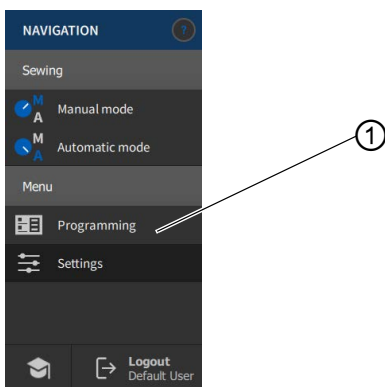 NAVIGATION ?
Sewing
M
A
Manual mode
M
A
Automatic mode
Menu
Programming
Settings
Logout
Default User
1